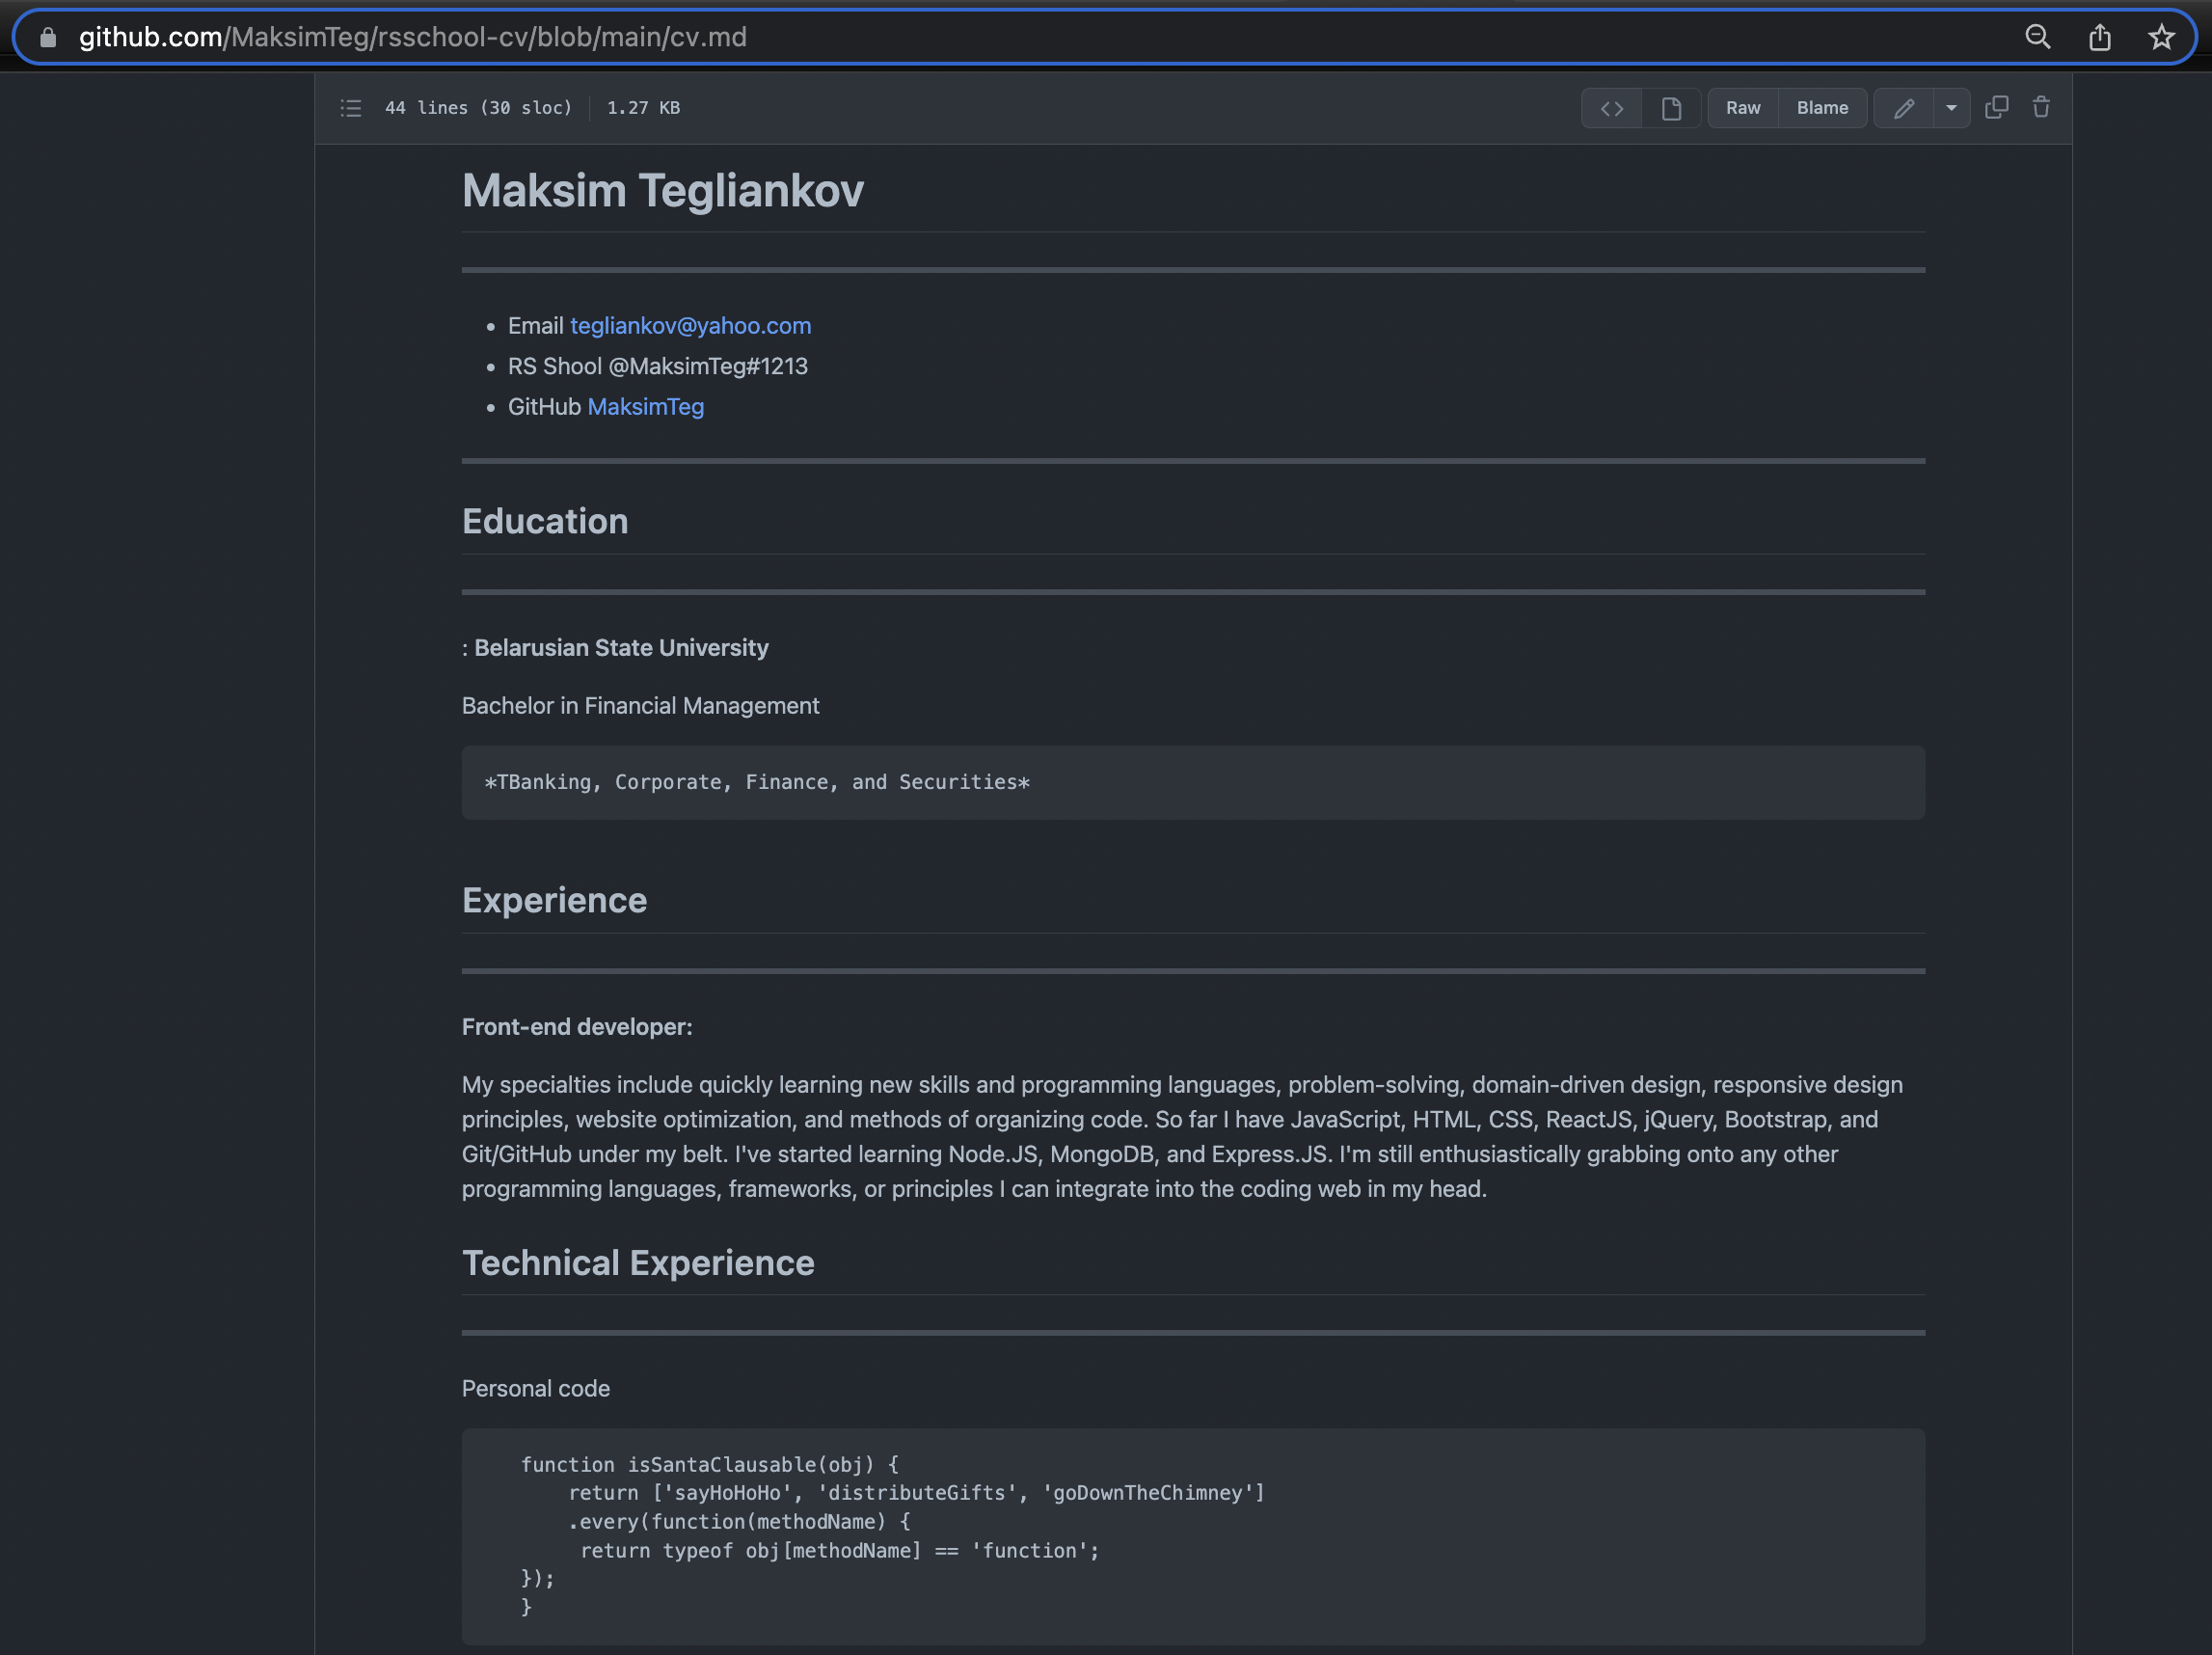 github.com/MaksimTeg/rsschool-cv/blob/main/cv.md
44 lines (30 sloc) 1.27 KB Raw Blame
Maksim Tegliankov
Email tegliankov@yahoo.com
RS Shool @MaksimTeg#1213
GitHub MaksimTeg
Education
: Belarusian State University
Bachelor in Financial Management
*TBanking, Corporate, Finance, and Securities*
Experience
Front-end developer:
My specialties include quickly learning new skills and programming languages, problem-solving, domain-driven design, responsive design
principles, website optimization, and methods of organizing code. So far I have JavaScript, HTML, CSS, ReactJS, jQuery, Bootstrap, and
Git/GitHub under my belt. I've started learning Node.JS, MongoDB, and Express.JS. I'm still enthusiastically grabbing onto any other
programming languages, frameworks, or principles I can integrate into the coding web in my head.
Technical Experience
Personal code
function isSantaClausable(obj) {
    return ['sayHoHoHo', 'distributeGifts', 'goDownTheChimney']
    .every(function(methodName) {
     return typeof obj[methodName] == 'function';
});
}